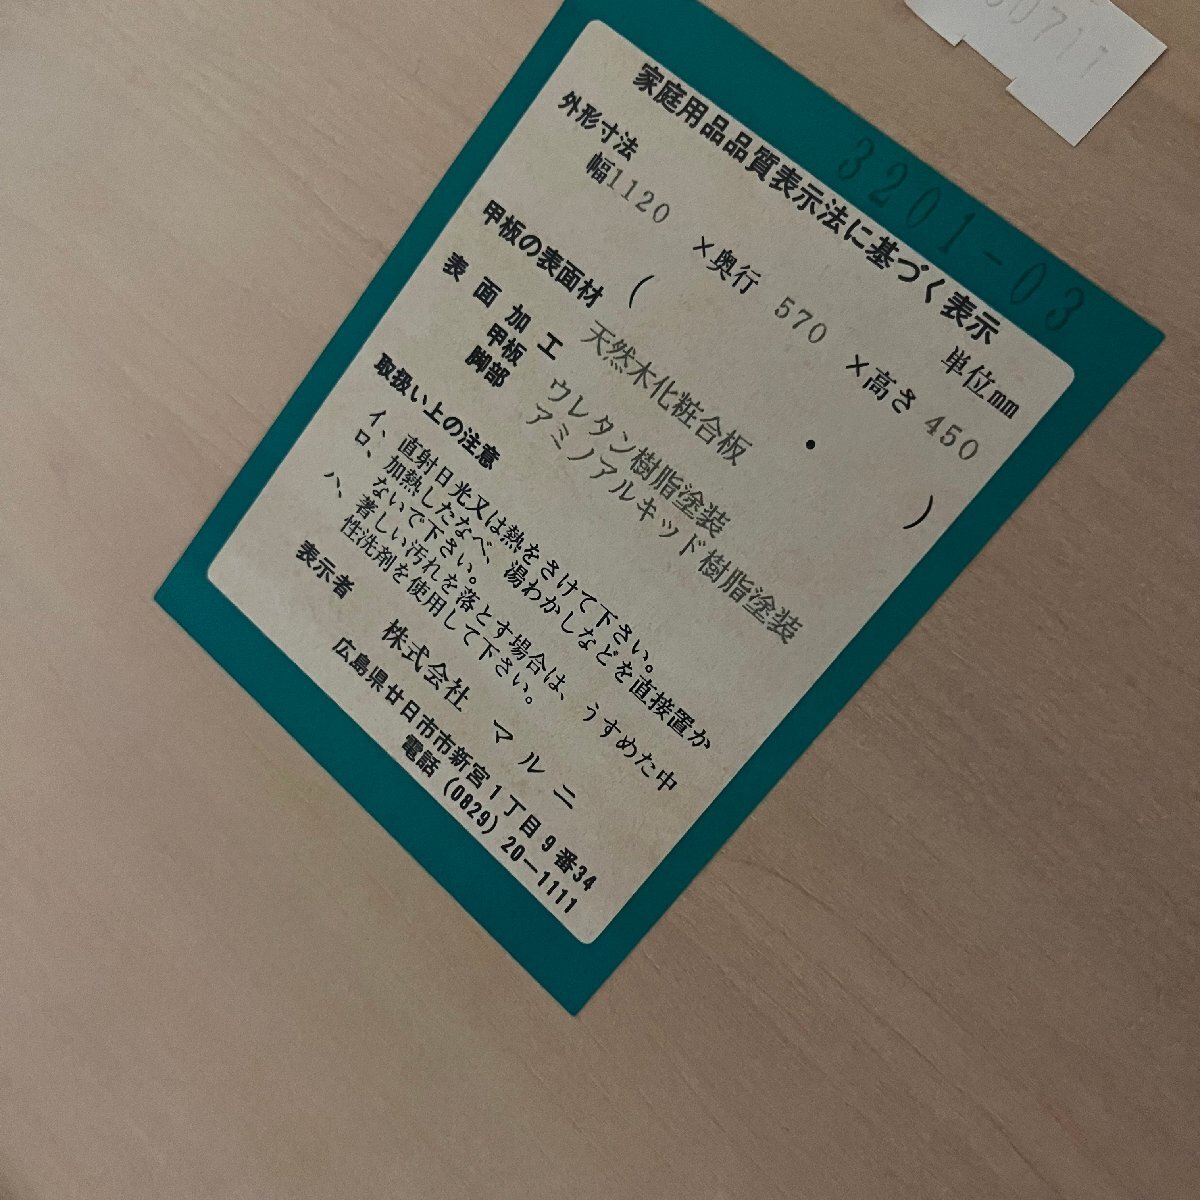 3201-03
家庭用品品質表示法に基づく表示
単位mm
外形寸法
幅1120 ×奥行 570 ×高さ 450
甲板の表面材 ( ・ )
天然木化粧合板
表面加工
甲板 ウレタン樹脂塗装
脚部 アミノアルキッド樹脂塗装
取扱い上の注意
イ、直射日光又は熱をさけて下さい。
ロ、加熱したなべ、湯わかしなどを直接置か
ないで下さい。
ハ、著しい汚れを落とす場合は、うすめた中
性洗剤を使用して下さい。
表示者
株式会社 マルニ
広島県廿日市市新宮1丁目9番34
電話 (0829) 20-1111